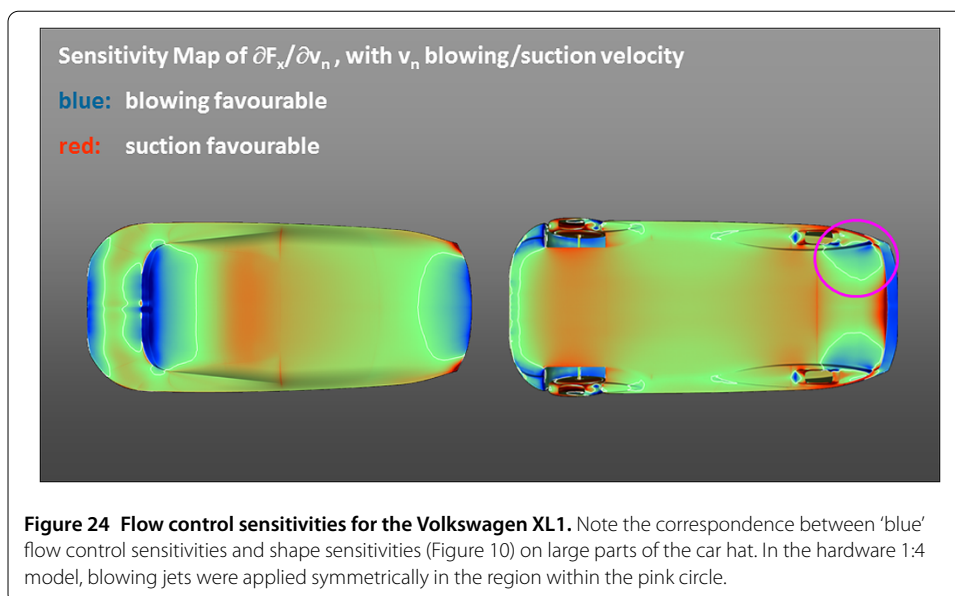 Sensitivity Map of ∂Fₓ/∂vₙ , with vₙ blowing/suction velocity
blue: blowing favourable
red: suction favourable
Figure 24 Flow control sensitivities for the Volkswagen XL1. Note the correspondence between ‘blue’
flow control sensitivities and shape sensitivities (Figure 10) on large parts of the car hat. In the hardware 1:4
model, blowing jets were applied symmetrically in the region within the pink circle.